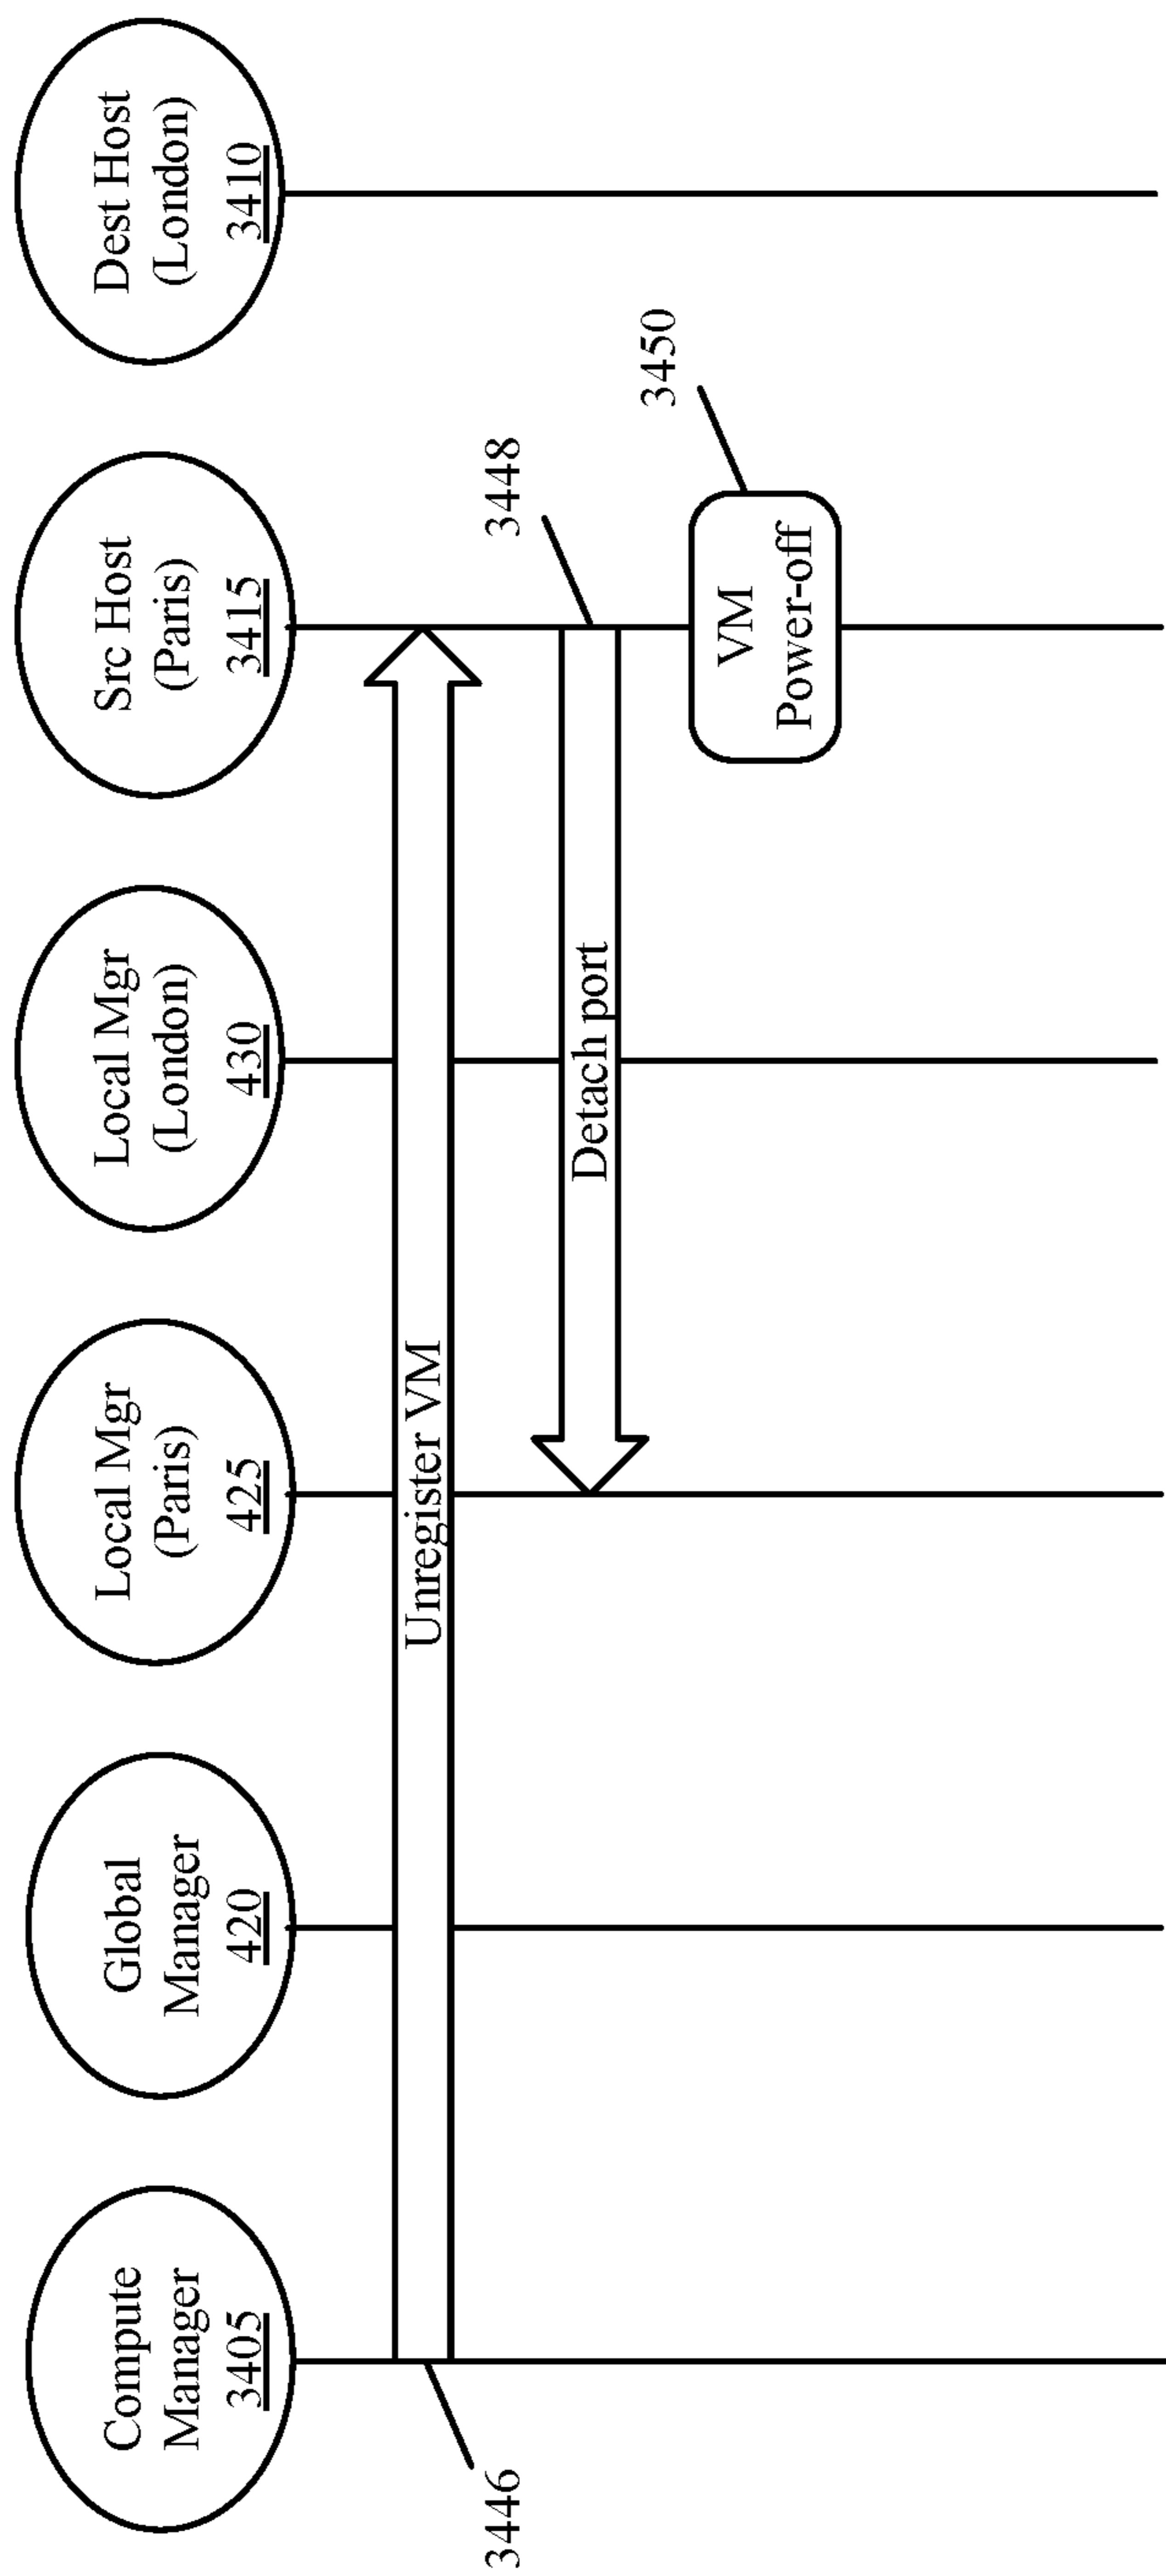 Compute
Manager
3405
Global
Manager
420
Local Mgr
(Paris)
425
Local Mgr
(London)
430
Src Host
(Paris)
3415
Dest Host
(London)
3410
3446
Unregister VM
3448
Detach port
3450
VM
Power-off